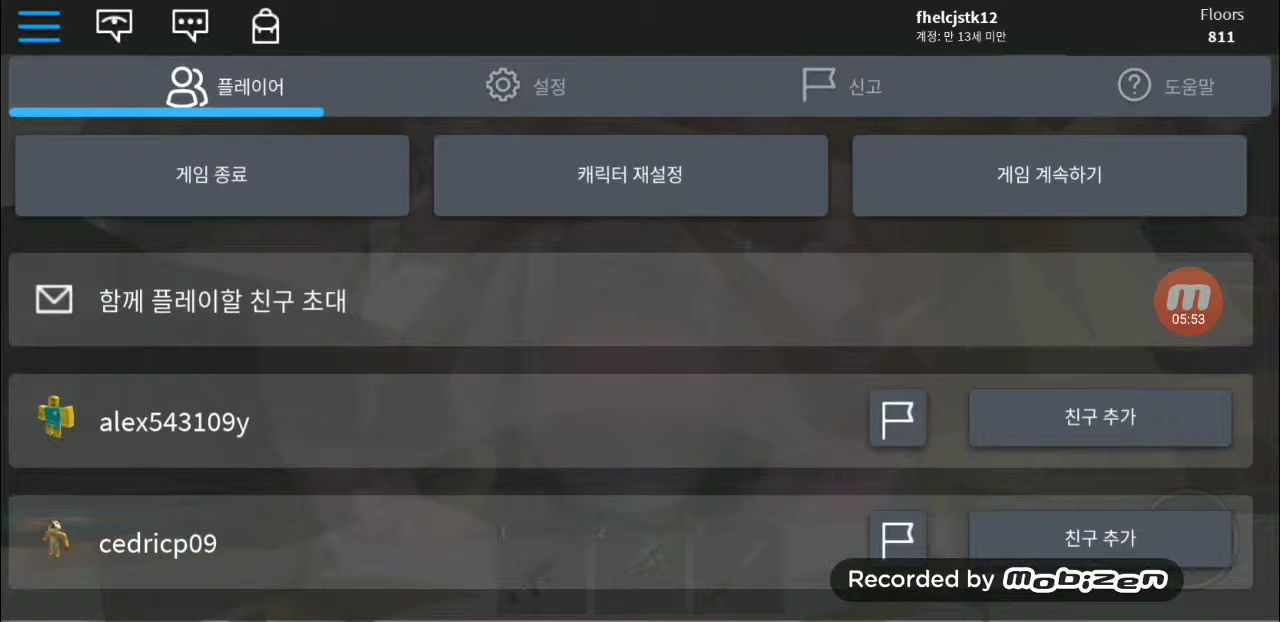 fhelcjstk12
계정: 만 13세 미만
Floors
811
플레이어
설정
신고
도움말
게임 종료
캐릭터 재설정
게임 계속하기
함께 플레이할 친구 초대
05:53
alex543109y
친구 추가
cedricp09
친구 추가
Recorded by mobizen